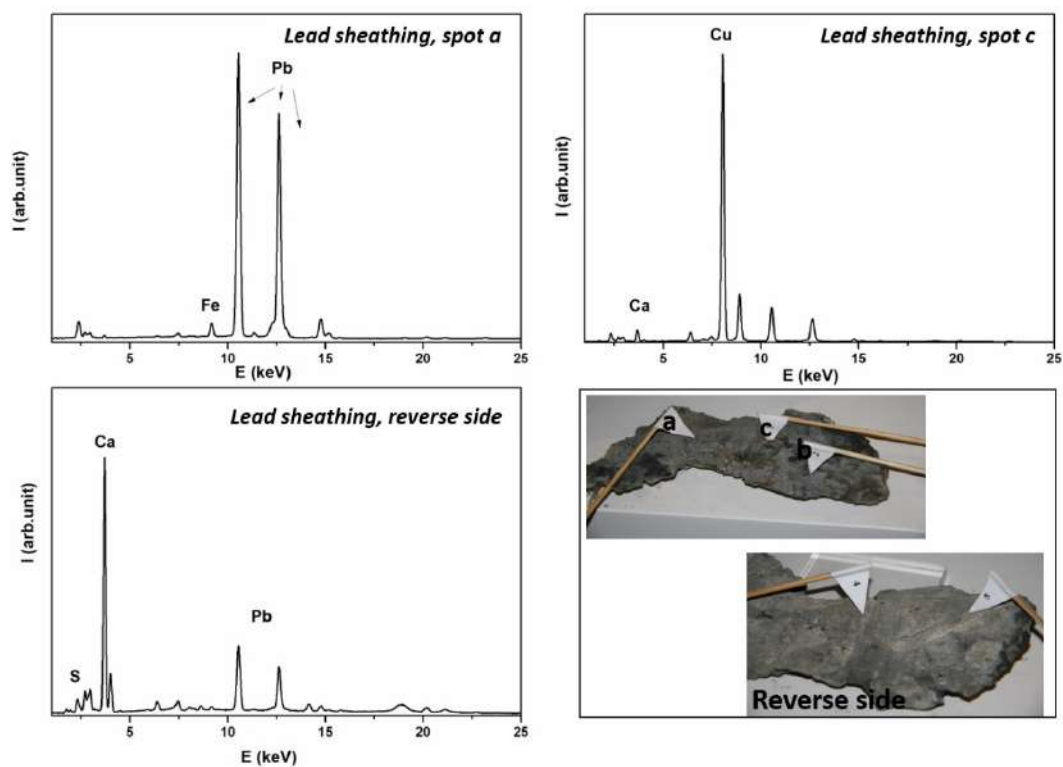 Lead sheathing, spot a
Pb
Fe
I (arb.unit)
5 10 15 20 25
E (keV)
Lead sheathing, spot c
Cu
Ca
I (arb.unit)
5 10 15 20 25
E (keV)
Lead sheathing, reverse side
Ca
S
Pb
I (arb.unit)
5 10 15 20 25
E (keV)
a
c
b
4
5
Reverse side